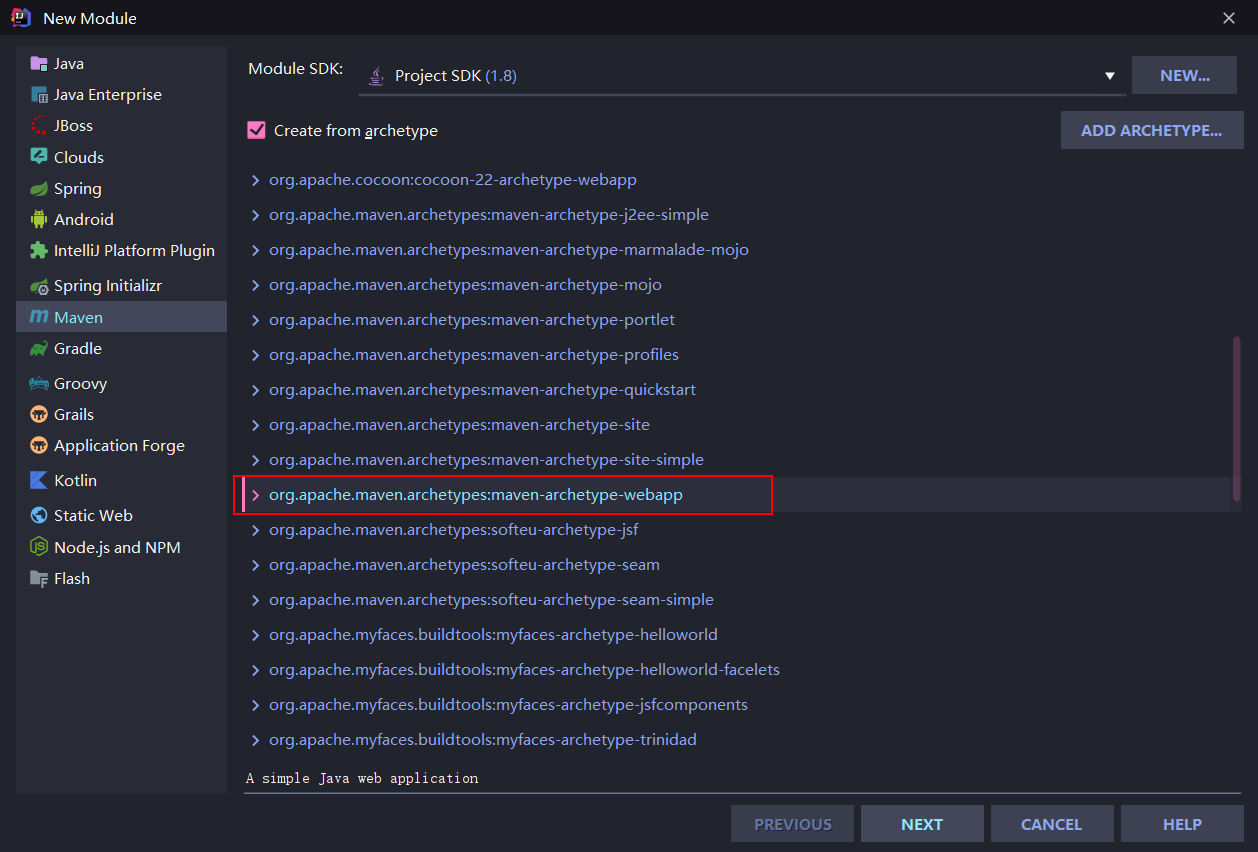 New Module
Java
Java Enterprise
JBoss
Clouds
Spring
Android
IntelliJ Platform Plugin
Spring Initializr
Maven
Gradle
Groovy
Grails
Application Forge
Kotlin
Static Web
Node.js and NPM
Flash
Module SDK: Project SDK (1.8) NEW...
Create from archetype ADD ARCHETYPE...
org.apache.cocoon:cocoon-22-archetype-webapp
org.apache.maven.archetypes:maven-archetype-j2ee-simple
org.apache.maven.archetypes:maven-archetype-marmalade-mojo
org.apache.maven.archetypes:maven-archetype-mojo
org.apache.maven.archetypes:maven-archetype-portlet
org.apache.maven.archetypes:maven-archetype-profiles
org.apache.maven.archetypes:maven-archetype-quickstart
org.apache.maven.archetypes:maven-archetype-site
org.apache.maven.archetypes:maven-archetype-site-simple
org.apache.maven.archetypes:maven-archetype-webapp
org.apache.maven.archetypes:softeu-archetype-jsf
org.apache.maven.archetypes:softeu-archetype-seam
org.apache.maven.archetypes:softeu-archetype-seam-simple
org.apache.myfaces.buildtools:myfaces-archetype-helloworld
org.apache.myfaces.buildtools:myfaces-archetype-helloworld-facelets
org.apache.myfaces.buildtools:myfaces-archetype-jsfcomponents
org.apache.myfaces.buildtools:myfaces-archetype-trinidad
A simple Java web application
PREVIOUS NEXT CANCEL HELP